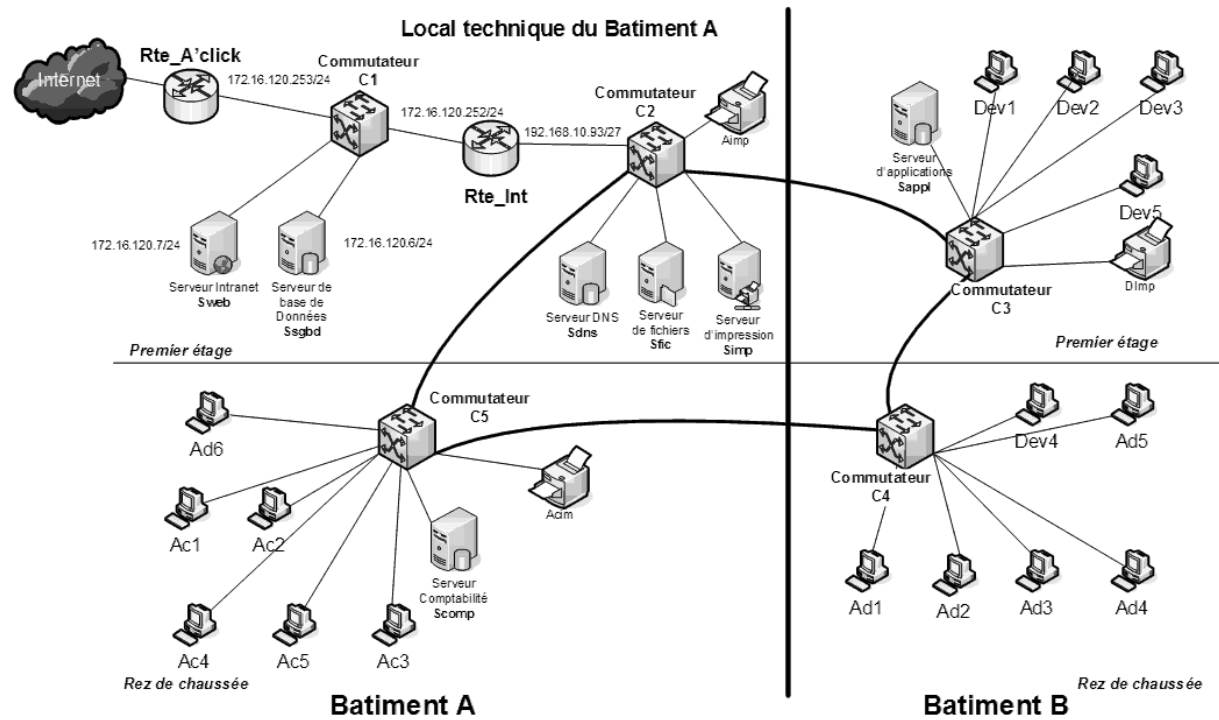 Local technique du Batiment A
Internet
Rte_A'click
172.16.120.253/24
Commutateur
C1
172.16.120.252/24
Rte_Int
192.168.10.93/27
Commutateur
C2
Aimp
172.16.120.7/24
Serveur Intranet
Sweb
172.16.120.6/24
Serveur de
base de
Données
Ssgbd
Serveur DNS
Sdns
Serveur
de fichiers
Sfic
Serveur
d'impression
Simp
Premier étage
Dev1
Dev2
Dev3
Serveur
d'applications
Sappl
Dev5
DImp
Commutateur
C3
Premier étage
Ad6
Commutateur
C5
Ac1
Ac2
Acim
Serveur
Comptabilité
Scomp
Ac4
Ac5
Ac3
Rez de chaussée
Batiment A
Dev4
Ad5
Commutateur
C4
Ad1
Ad2
Ad3
Ad4
Rez de chaussée
Batiment B